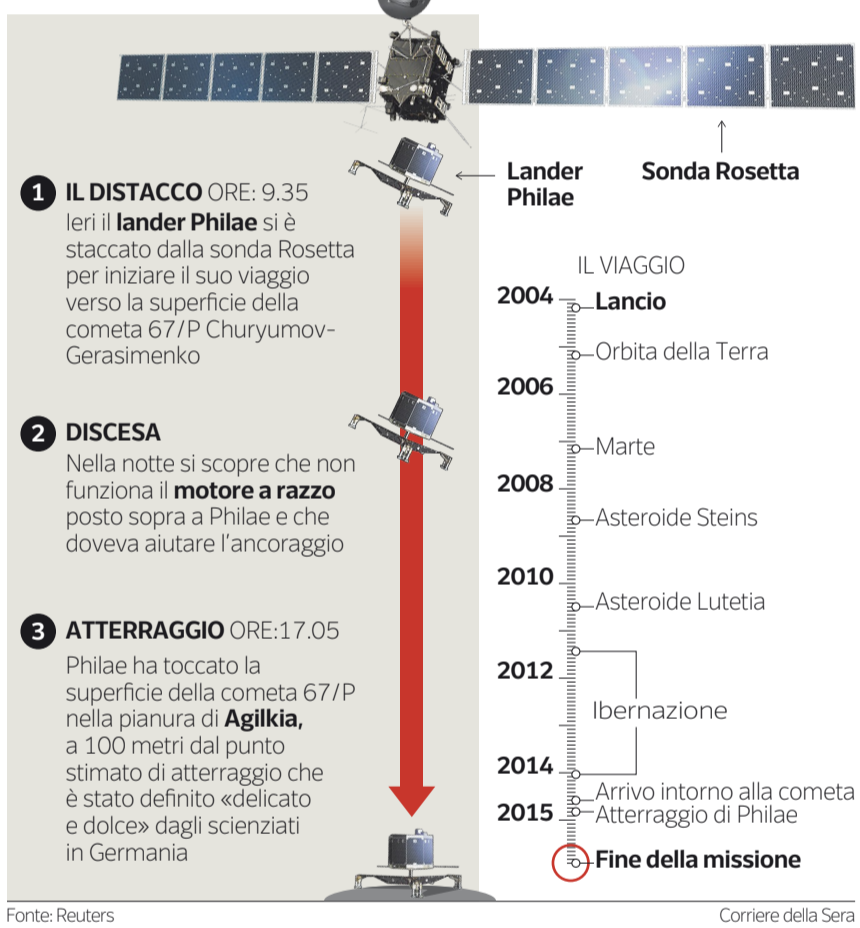 Lander
Philae
Sonda Rosetta
1 IL DISTACCO ORE: 9.35
Ieri il lander Philae si è
staccato dalla sonda Rosetta
per iniziare il suo viaggio
verso la superficie della
cometa 67/P Churyumov-
Gerasimenko
2 DISCESA
Nella notte si scopre che non
funziona il motore a razzo
posto sopra a Philae e che
doveva aiutare l'ancoraggio
3 ATTERRAGGIO ORE:17.05
Philae ha toccato la
superficie della cometa 67/P
nella pianura di Agilkia,
a 100 metri dal punto
stimato di atterraggio che
è stato definito «delicato
e dolce» dagli scienziati
in Germania
IL VIAGGIO
2004
Lancio
Orbita della Terra
2006
Marte
2008
Asteroide Steins
2010
Asteroide Lutetia
2012
Ibernazione
2014
Arrivo intorno alla cometa
2015
Atterraggio di Philae
Fine della missione
Fonte: Reuters
Corriere della Sera